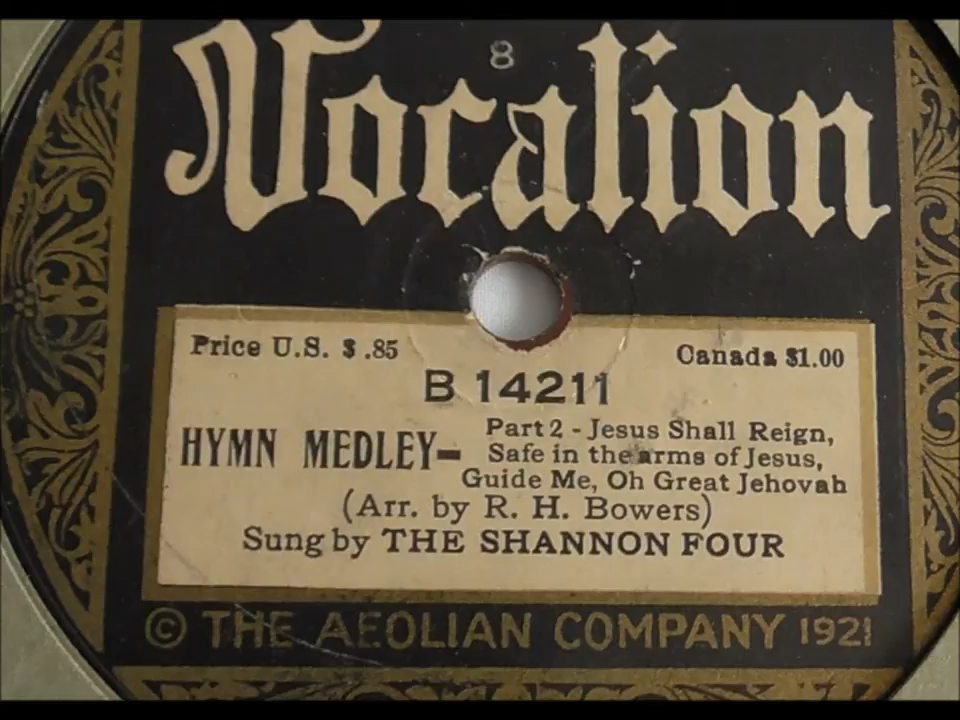 8
Vocalion
Price U.S. $.85
Canada $1.00
B 14211
HYMN MEDLEY- Part 2 - Jesus Shall Reign,
Safe in the arms of Jesus,
Guide Me, Oh Great Jehovah
(Arr. by R. H. Bowers)
Sung by THE SHANNON FOUR
© THE AEOLIAN COMPANY 1921